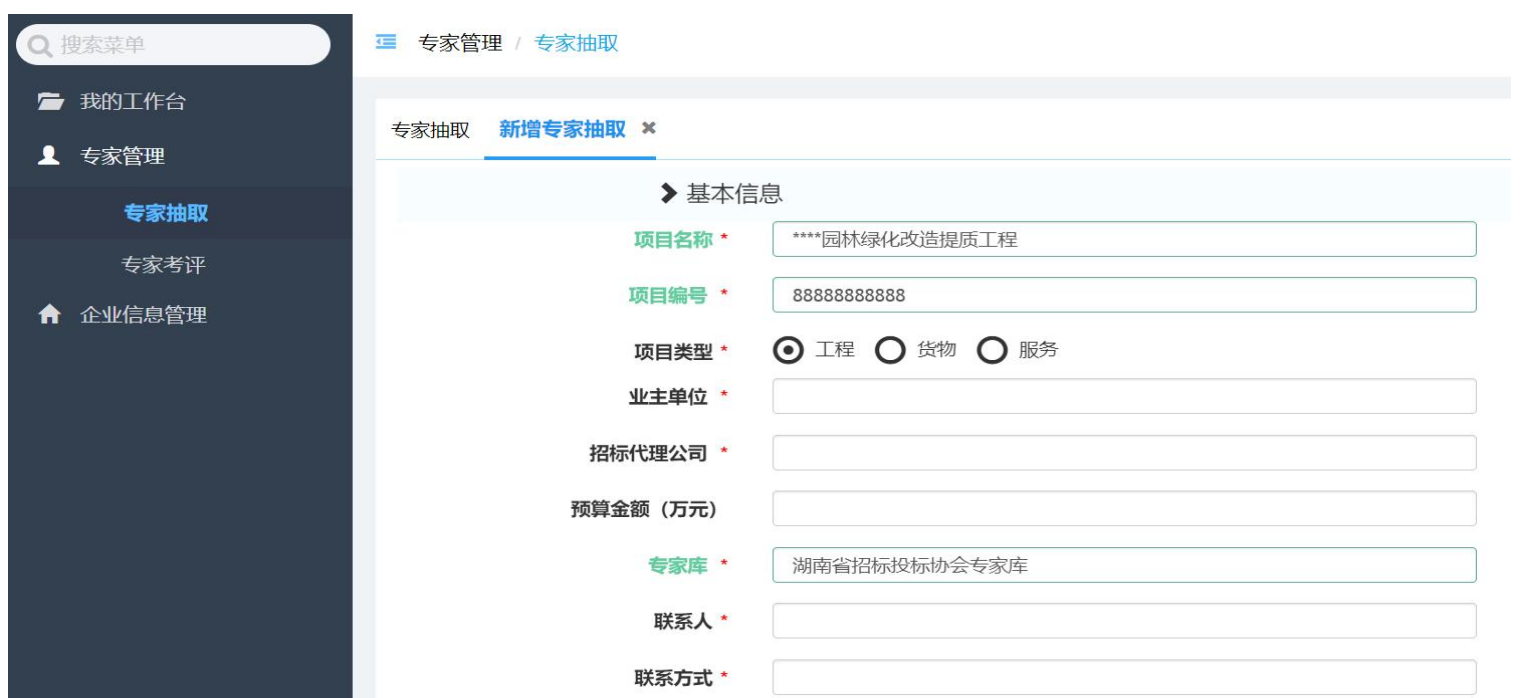 搜索菜单
我的工作台
专家管理
专家抽取
专家考评
企业信息管理
专家管理 / 专家抽取
专家抽取 新增专家抽取 ✖
基本信息
项目名称 * ****园林绿化改造提质工程
项目编号 * 88888888888
项目类型 * 工程 货物 服务
业主单位 *
招标代理公司 *
预算金额（万元）
专家库 * 湖南省招标投标协会专家库
联系人 *
联系方式 *